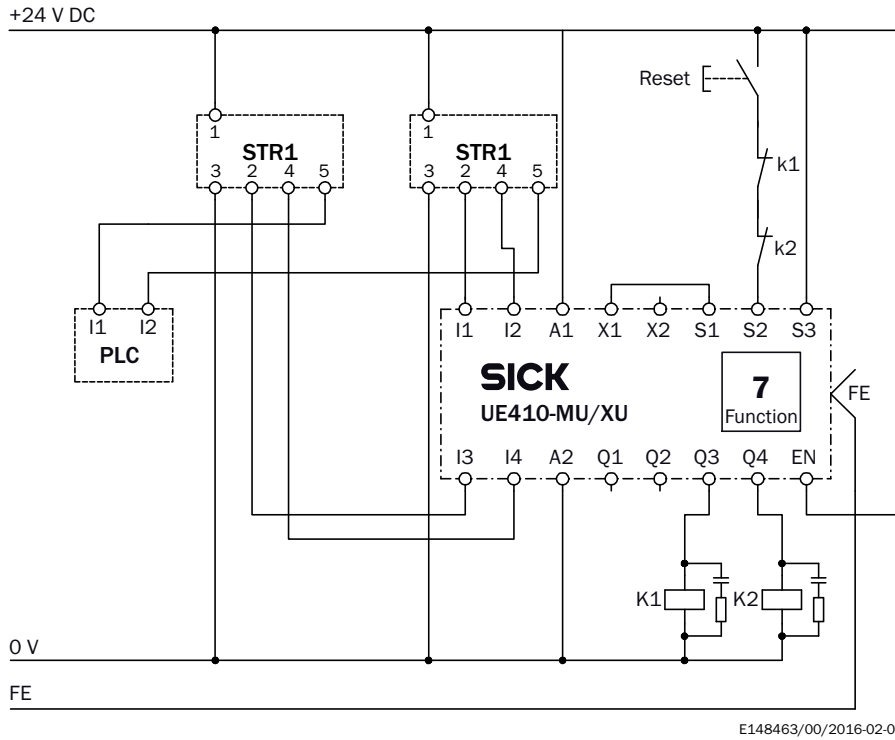 +24 V DC
Reset
1
1
STR1
STR1
3 2 4 5
3 2 4 5
k1
k2
I1 I2
PLC
I1 I2 A1 X1 X2 S1 S2 S3
SICK
UE410-MU/XU
7
Function
FE
I3 I4 A2 Q1 Q2 Q3 Q4 EN
K1
K2
0 V
FE
E148463/00/2016-02-0